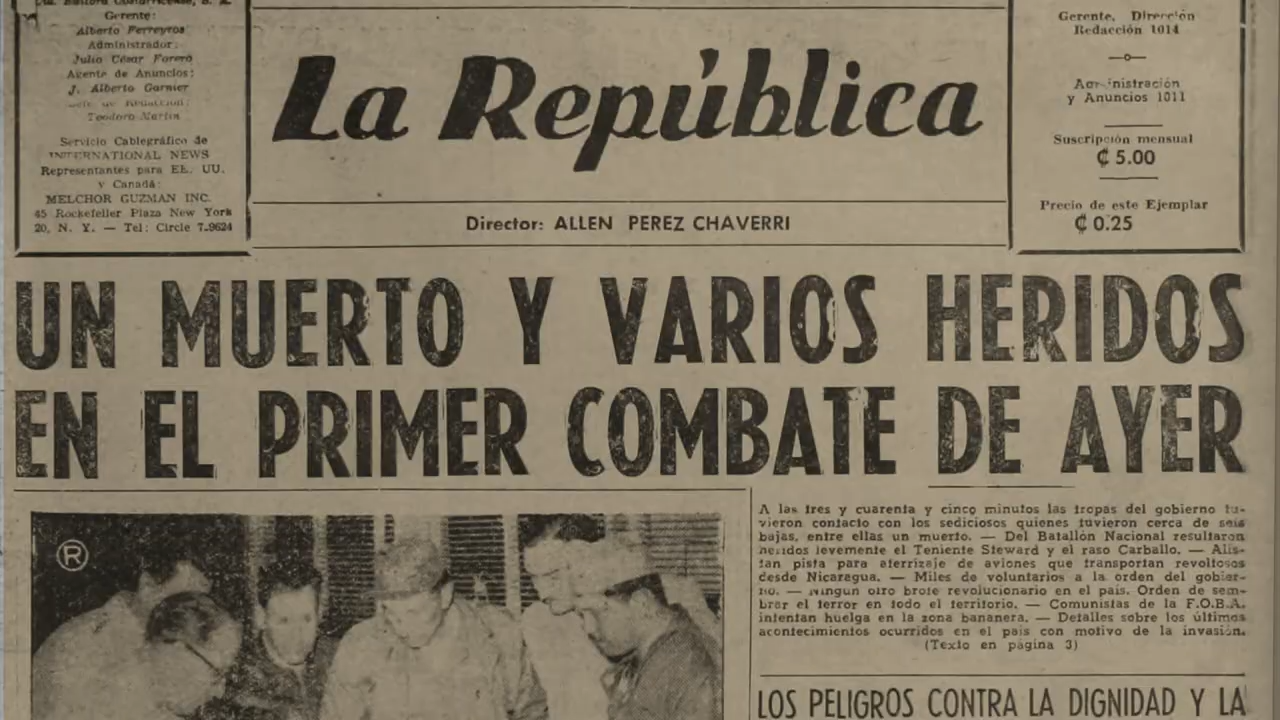 Cía. Editora Costarricense, S. A.
Gerente:
Alberto Ferreyros
Administrador:
Julio César Forero
Agente de Anuncios:
J. Alberto Garnier
Teodoro Martin
Servicio Cablegráfico de
INTERNATIONAL NEWS
Representantes para EE. UU.
y Canadá:
MELCHOR GUZMAN INC.
45 Rockefeller Plaza New York
20, N. Y. — Tel: Circle 7-9624
La República
Director: ALLEN PEREZ CHAVERRI
Gerente, Dirección
Redacción 1014
Administración
y Anuncios 1011
Suscripción mensual
₡ 5.00
Precio de este Ejemplar
₡ 0.25
UN MUERTO Y VARIOS HERIDOS
EN EL PRIMER COMBATE DE AYER
®
A las tres y cuarenta y cinco minutos las tropas del gobierno tu-
vieron contacto con los sediciosos quienes tuvieron cerca de seis
bajas, entre ellas un muerto. — Del Batallón Nacional resultaron
heridos levemente el Teniente Steward y el raso Carballo. — Alis-
tan pista para aterrizaje de aviones que transportan revoltosos
desde Nicaragua. — Miles de voluntarios a la orden del gobier-
no. — Ningun otro brote revolucionario en el país. Orden de sem-
brar el terror en todo el territorio. — Comunistas de la F.O.B.A.
intentan huelga en la zona bananera. — Detalles sobre los últimos
acontecimientos ocurridos en el país con motivo de la invasión.
(Texto en página 3)
LOS PELIGROS CONTRA LA DIGNIDAD Y LA